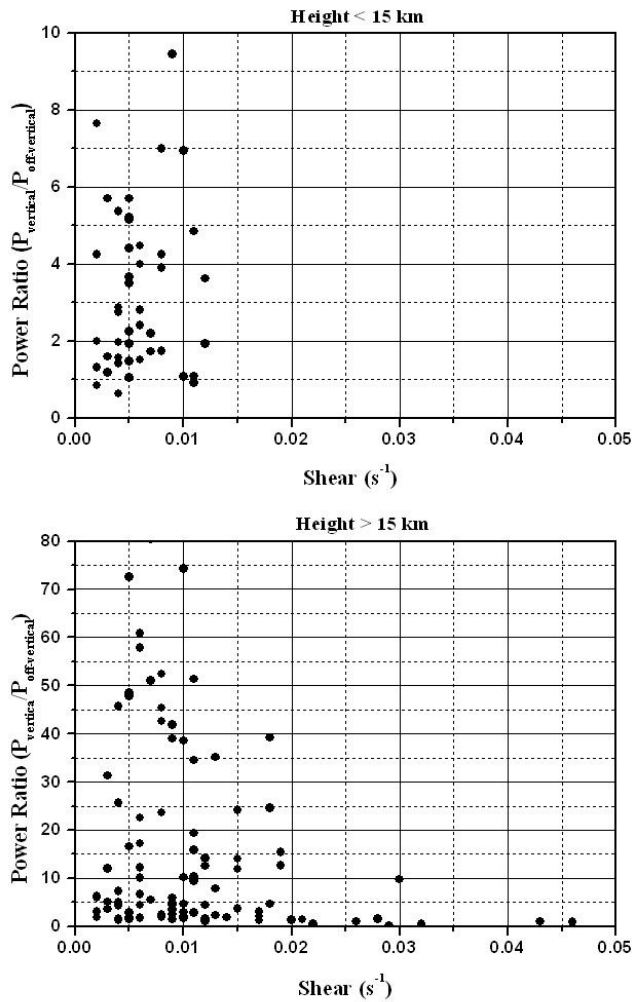 Height < 15 km
10
8
6
4
2
0
Power Ratio (Pvertical/Poff-vertical)
0.00 0.01 0.02 0.03 0.04 0.05
Shear (s-1)
Height > 15 km
80
70
60
50
40
30
20
10
0
Power Ratio (Pvertica/Poff-vertical)
0.00 0.01 0.02 0.03 0.04 0.05
Shear (s-1)